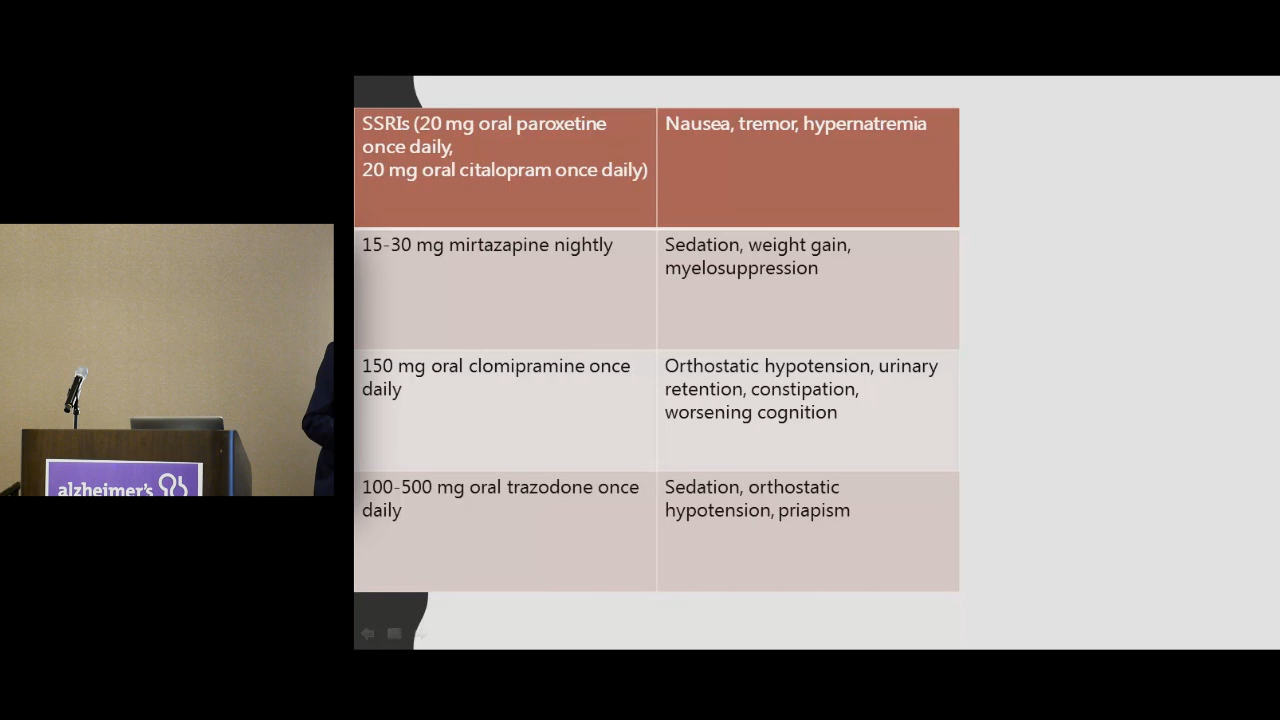 SSRIs (20 mg oral paroxetine
once daily,
20 mg oral citalopram once daily)
Nausea, tremor, hypernatremia
15-30 mg mirtazapine nightly
Sedation, weight gain,
myelosuppression
150 mg oral clomipramine once
daily
Orthostatic hypotension, urinary
retention, constipation,
worsening cognition
100-500 mg oral trazodone once
daily
Sedation, orthostatic
hypotension, priapism
alzheimer's